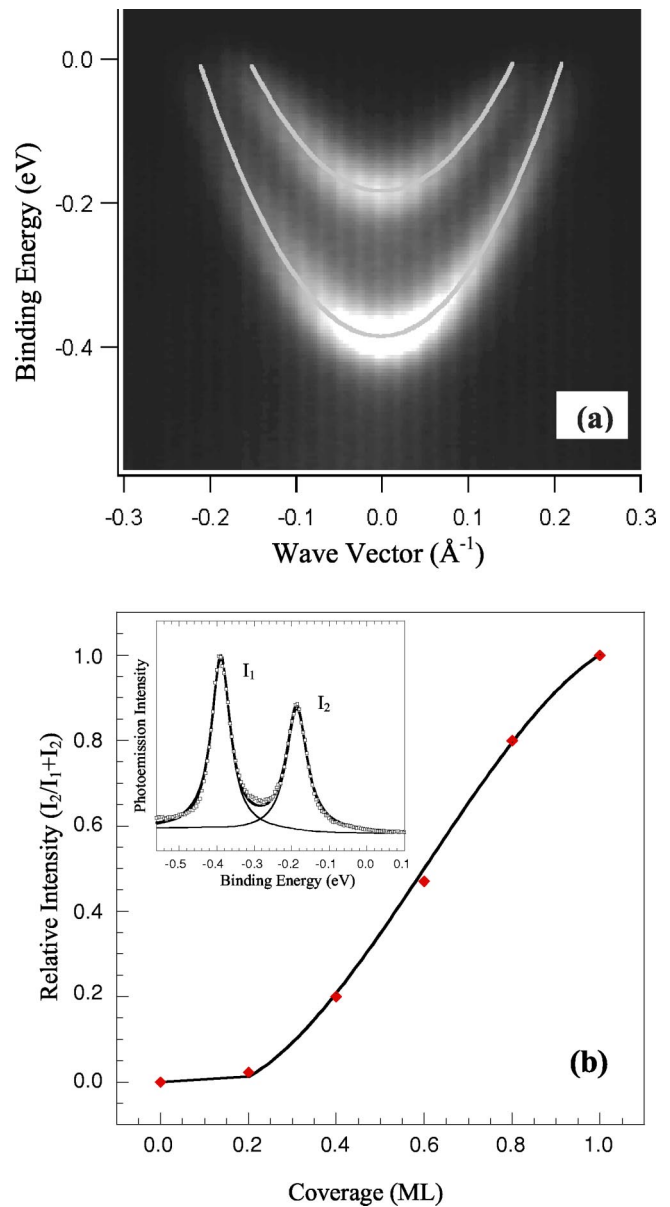 0.0
-0.2
-0.4
Binding Energy (eV)
(a)
-0.3 -0.2 -0.1 0.0 0.1 0.2 0.3
Wave Vector (Å⁻¹)
1.0
0.8
0.6
0.4
0.2
0.0
Relative Intensity (I₂/I₁+I₂)
Photoemission Intensity
I₁
I₂
-0.5 -0.4 -0.3 -0.2 -0.1 0.0 0.1
Binding Energy (eV)
(b)
0.0 0.2 0.4 0.6 0.8 1.0
Coverage (ML)